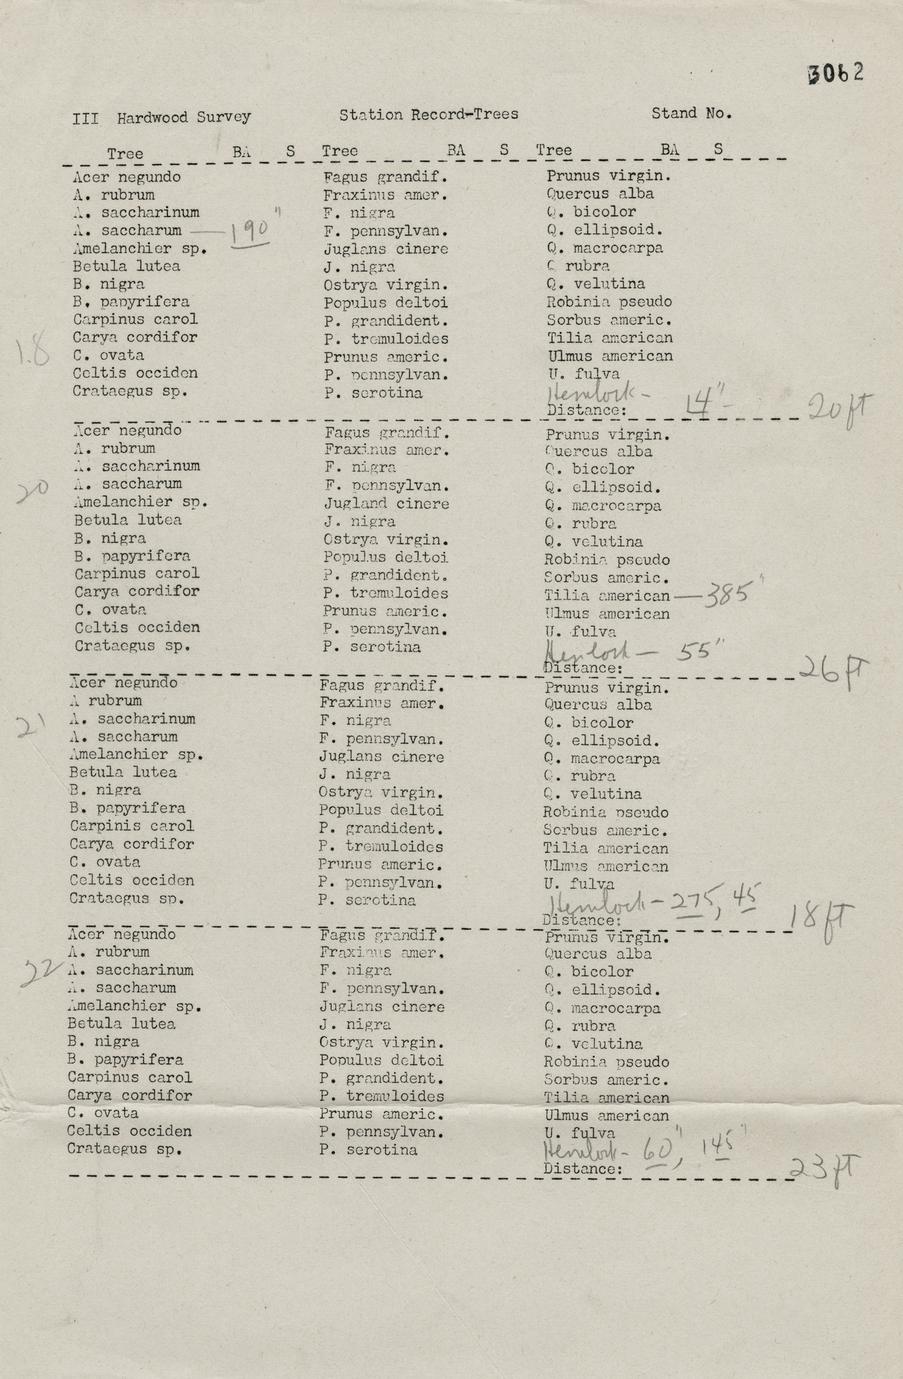 3062
III Hardwood Survey Station Record-Trees Stand No.
Tree BA S Tree BA S Tree BA S
Acer negundo Fagus grandif. Prunus virgin.
A. rubrum Fraxinus amer. Quercus alba
A. saccharinum F. nigra Q. bicolor
A. saccharum — 190" F. pennsylvan. Q. ellipsoid.
Amelanchier sp. Juglans cinere Q. macrocarpa
Betula lutea J. nigra Q rubra
B. nigra Ostrya virgin. Q. velutina
B. papyrifera Populus deltoi Robinia pseudo
Carpinus carol P. grandident. Sorbus americ.
Carya cordifor P. tremuloides Tilia american
18 C. ovata Prunus americ. Ulmus american
Celtis occiden P. pennsylvan. U. fulva
Crataegus sp. P. serotina Hemlock — 14"
Distance: 20 ft
Acer negundo Fagus grandif. Prunus virgin.
A. rubrum Fraxinus amer. Quercus alba
A. saccharinum F. nigra Q. bicolor
20 A. saccharum F. pennsylvan. Q. ellipsoid.
Amelanchier sp. Jugland cinere Q. macrocarpa
Betula lutea J. nigra Q. rubra
B. nigra Ostrya virgin. Q. velutina
B. papyrifera Populus deltoi Robinia pseudo
Carpinus carol P. grandident. Sorbus americ.
Carya cordifor P. tremuloides Tilia american — 385"
C. ovata Prunus americ. Ulmus american
Celtis occiden P. pennsylvan. U. fulva
Crataegus sp. P. serotina Hemlock — 55"
Distance: 26 ft
Acer negundo Fagus grandif. Prunus virgin.
A rubrum Fraxinus amer. Quercus alba
21 A. saccharinum F. nigra Q. bicolor
A. saccharum F. pennsylvan. Q. ellipsoid.
Amelanchier sp. Juglans cinere Q. macrocarpa
Betula lutea J. nigra Q. rubra
B. nigra Ostrya virgin. Q. velutina
B. papyrifera Populus deltoi Robinia pseudo
Carpinis carol P. grandident. Sorbus americ.
Carya cordifor P. tremuloides Tilia american
C. ovata Prunus americ. Ulmus american
Celtis occiden P. pennsylvan. U. fulva
Crataegus sp. P. serotina Hemlock — 275, 45
Distance: 18 ft
Acer negundo Fagus grandif. Prunus virgin.
A. rubrum Fraxinus amer. Quercus alba
22 A. saccharinum F. nigra Q. bicolor
A. saccharum F. pennsylvan. Q. ellipsoid.
Amelanchier sp. Juglans cinere Q. macrocarpa
Betula lutea J. nigra Q. rubra
B. nigra Ostrya virgin. Q. velutina
B. papyrifera Populus deltoi Robinia pseudo
Carpinus carol P. grandident. Sorbus americ.
Carya cordifor P. tremuloides Tilia american
C. ovata Prunus americ. Ulmus american
Celtis occiden P. pennsylvan. U. fulva
Crataegus sp. P. serotina Hemlock — 60", 145"
Distance: 23 ft